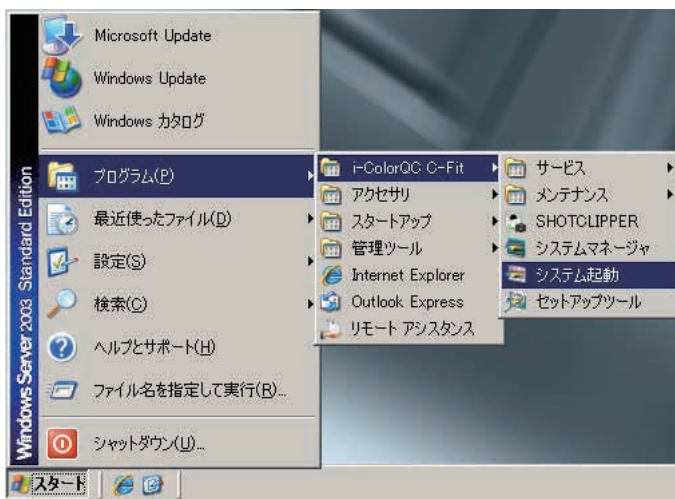 Microsoft Update
Windows Update
Windows カタログ
プログラム(P)
最近使ったファイル(D)
設定(S)
検索(C)
ヘルプとサポート(H)
ファイル名を指定して実行(R)...
シャットダウン(U)...
Windows Server 2003 Standard Edition
i-ColorQC C-Fit
アクセサリ
スタートアップ
管理ツール
Internet Explorer
Outlook Express
リモート アシスタンス
サービス
メンテナンス
SHOTCLIPPER
システムマネージャ
システム起動
セットアップツール
スタート